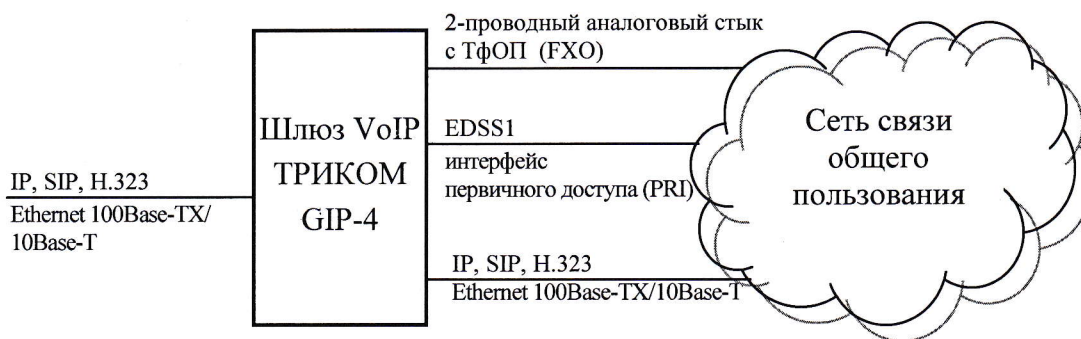 2-проводный аналоговый стык
с ТфОП (FXO)
Шлюз VoIP
ТРИКОМ
GIP-4
EDSS1
интерфейс
первичного доступа (PRI)
IP, SIP, H.323
Ethernet 100Base-TX/
10Base-T
IP, SIP, H.323
Ethernet 100Base-TX/10Base-T
Сеть связи
общего
пользования